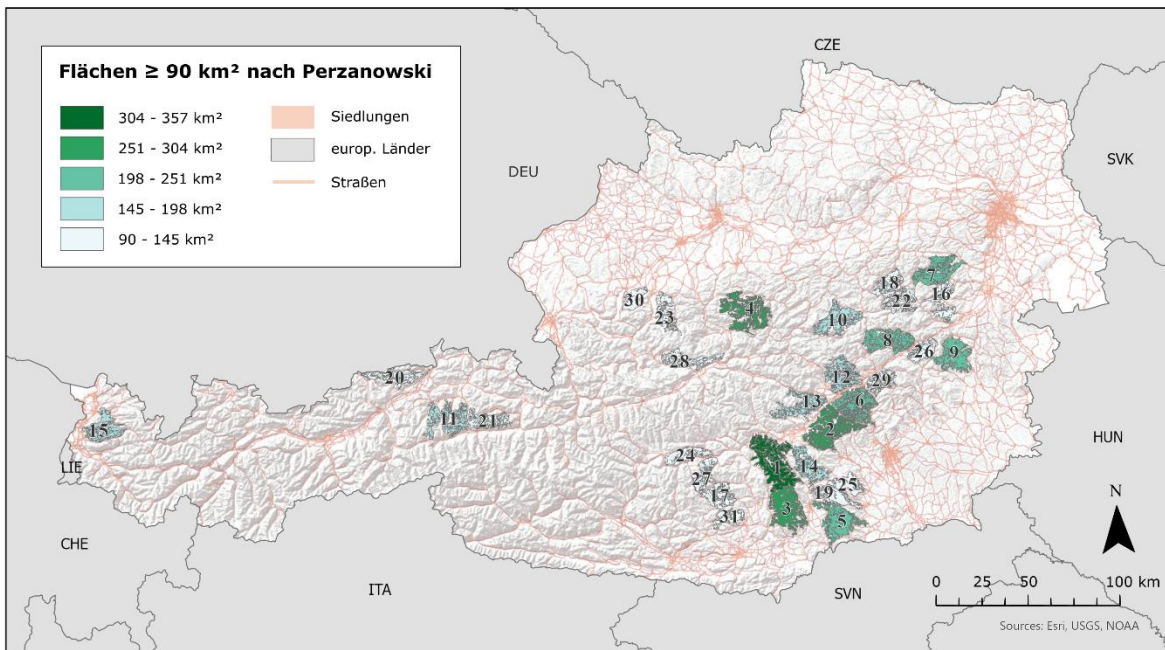 CZE
Flächen ≥ 90 km² nach Perzanowski
304 - 357 km²
251 - 304 km²
198 - 251 km²
145 - 198 km²
90 - 145 km²
Siedlungen
europ. Länder
Straßen
DEU
SVK
7
18
16
22
30
23
4
10
8
26
9
28
20
12
29
13
6
11
21
15
2
HUN
LIE
24
1
14
27
25
17
19
3
31
5
N
CHE
ITA
SVN
0 25 50 100 km
Sources: Esri, USGS, NOAA